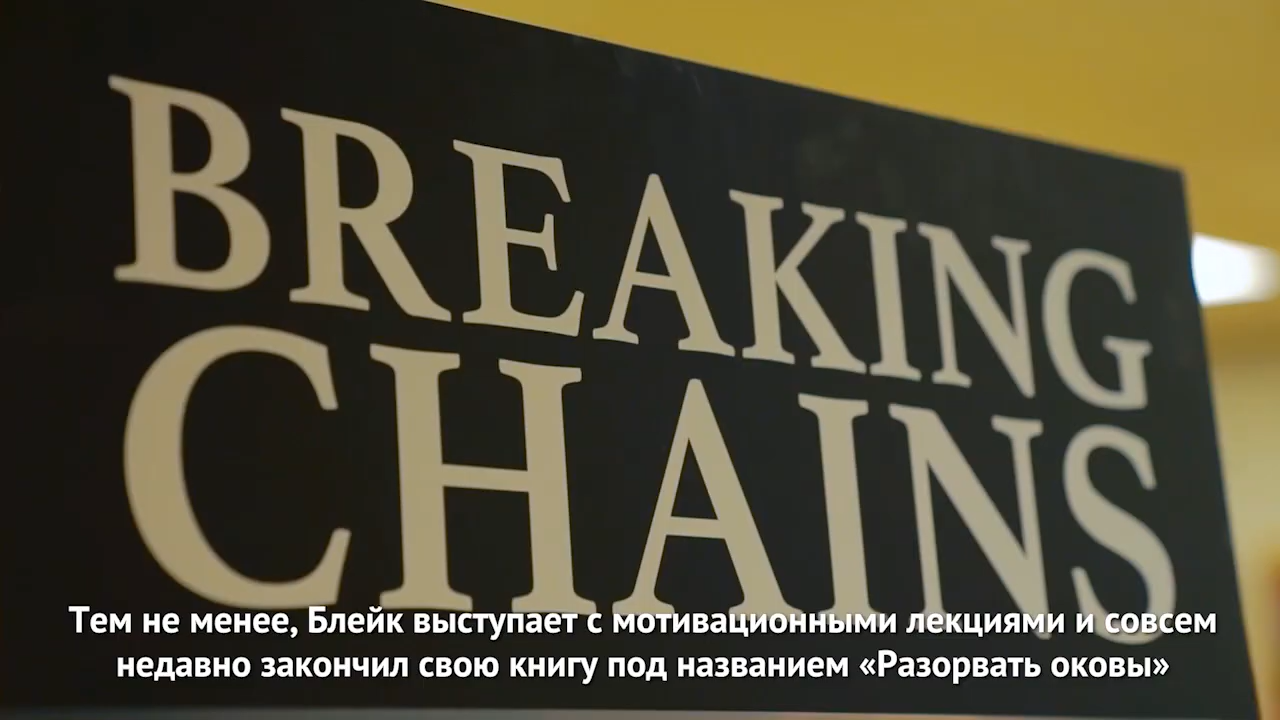 BREAKING
CHAINS
Тем не менее, Блейк выступает с мотивационными лекциями и совсем
недавно закончил свою книгу под названием «Разорвать оковы»